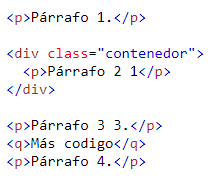 <p>Párrafo 1.</p>
<div class="contenedor">
<p>Párrafo 2 1</p>
</div>
<p>Párrafo 3 3.</p>
<q>Más codigo</q>
<p>Párrafo 4.</p>